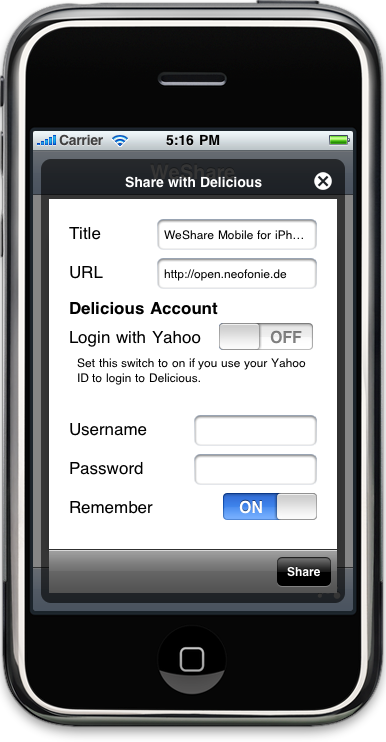 Carrier 5:16 PM
WeShare
Share with Delicious
Title WeShare Mobile for iPh...
URL http://open.neofonie.de
Delicious Account
Login with Yahoo OFF
Set this switch to on if you use your Yahoo
ID to login to Delicious.
Username
Password
Remember ON
Share